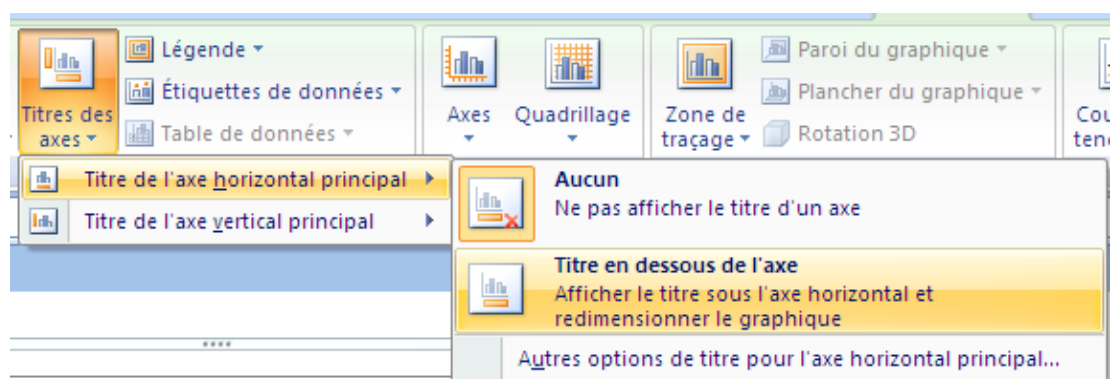 Légende
Étiquettes de données
Table de données
Titres des
axes
Axes
Quadrillage
Zone de
traçage
Paroi du graphique
Plancher du graphique
Rotation 3D
Titre de l'axe horizontal principal
Titre de l'axe vertical principal
Aucun
Ne pas afficher le titre d'un axe
Titre en dessous de l'axe
Afficher le titre sous l'axe horizontal et
redimensionner le graphique
Autres options de titre pour l'axe horizontal principal...